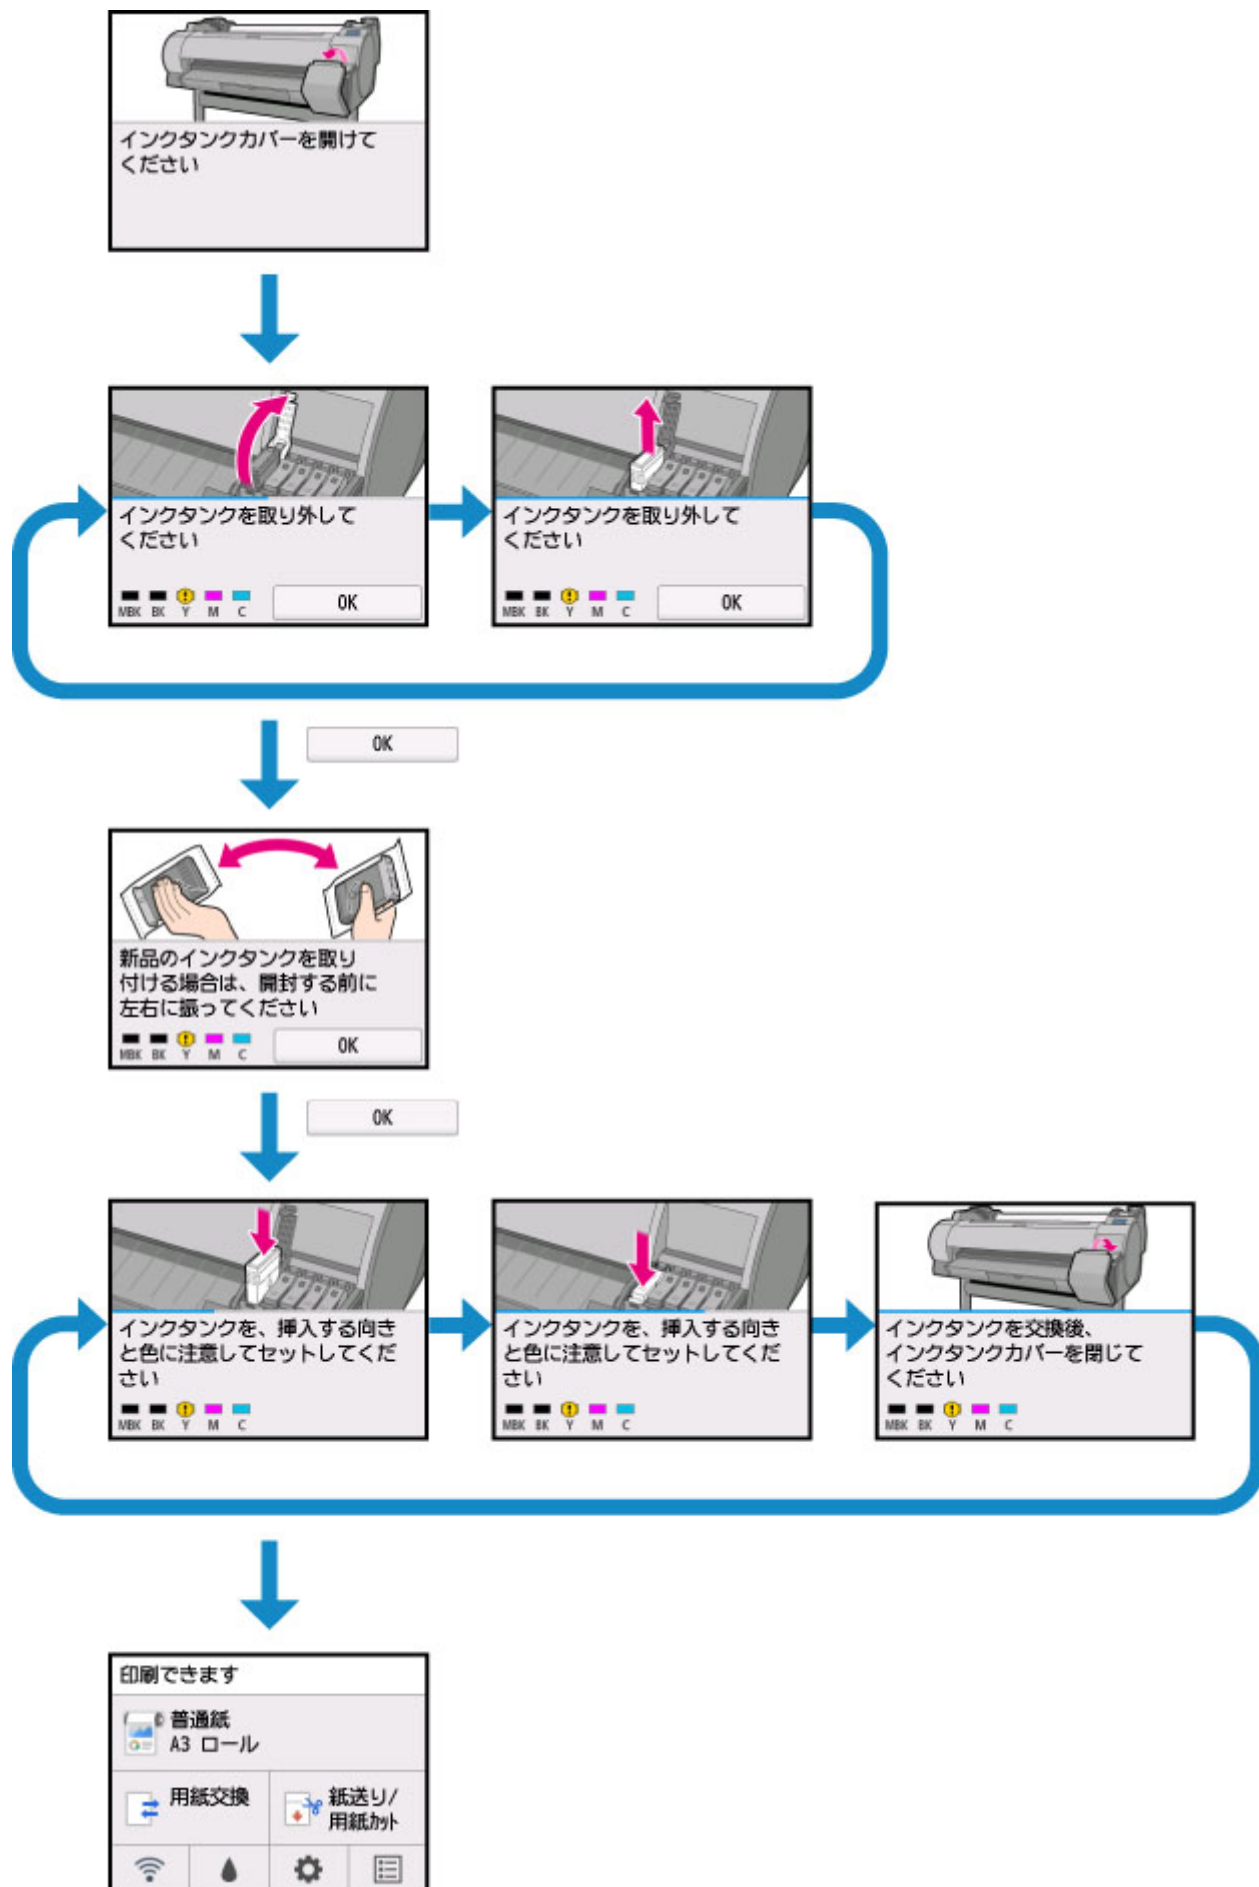 インクタンクカバーを開けて
ください
インクタンクを取り外して
ください
MBK BK Y M C
OK
インクタンクを取り外して
ください
MBK BK Y M C
OK
OK
新品のインクタンクを取り
付ける場合は、開封する前に
左右に振ってください
MBK BK Y M C
OK
OK
インクタンクを、挿入する向き
と色に注意してセットしてくだ
さい
MBK BK Y M C
インクタンクを、挿入する向き
と色に注意してセットしてくだ
さい
MBK BK Y M C
インクタンクを交換後、
インクタンクカバーを閉じて
ください
MBK BK Y M C
印刷できます
普通紙
A3 ロール
用紙交換
紙送り/
用紙カット